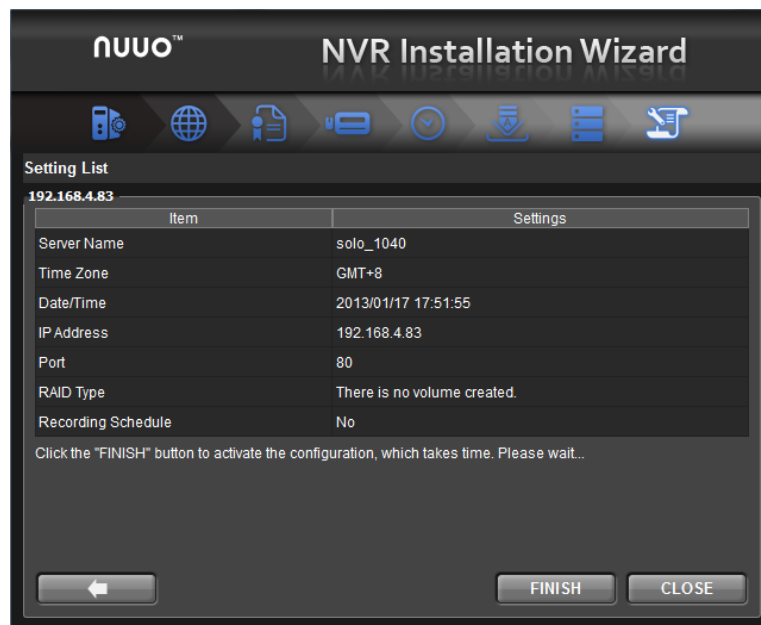 nuuo™ NVR Installation Wizard
Setting List
192.168.4.83
Item Settings
Server Name solo_1040
Time Zone GMT+8
Date/Time 2013/01/17 17:51:55
IP Address 192.168.4.83
Port 80
RAID Type There is no volume created.
Recording Schedule No
Click the "FINISH" button to activate the configuration, which takes time. Please wait...
FINISH CLOSE